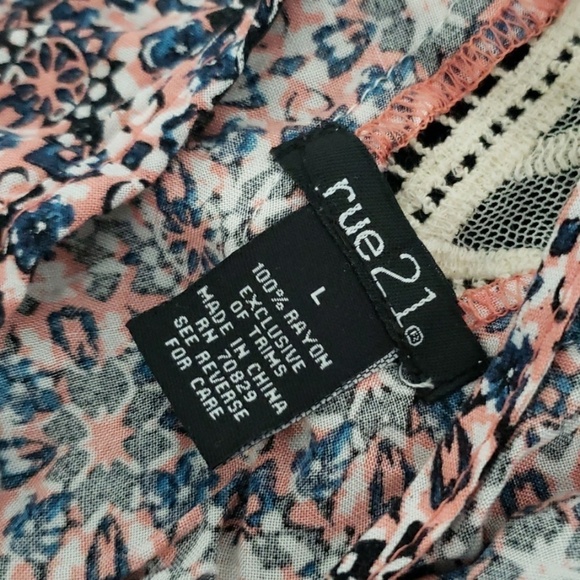 rue21®
L
100% RAYON
EXCLUSIVE
OF TRIMS
MADE IN CHINA
RN 70829
SEE REVERSE
FOR CARE